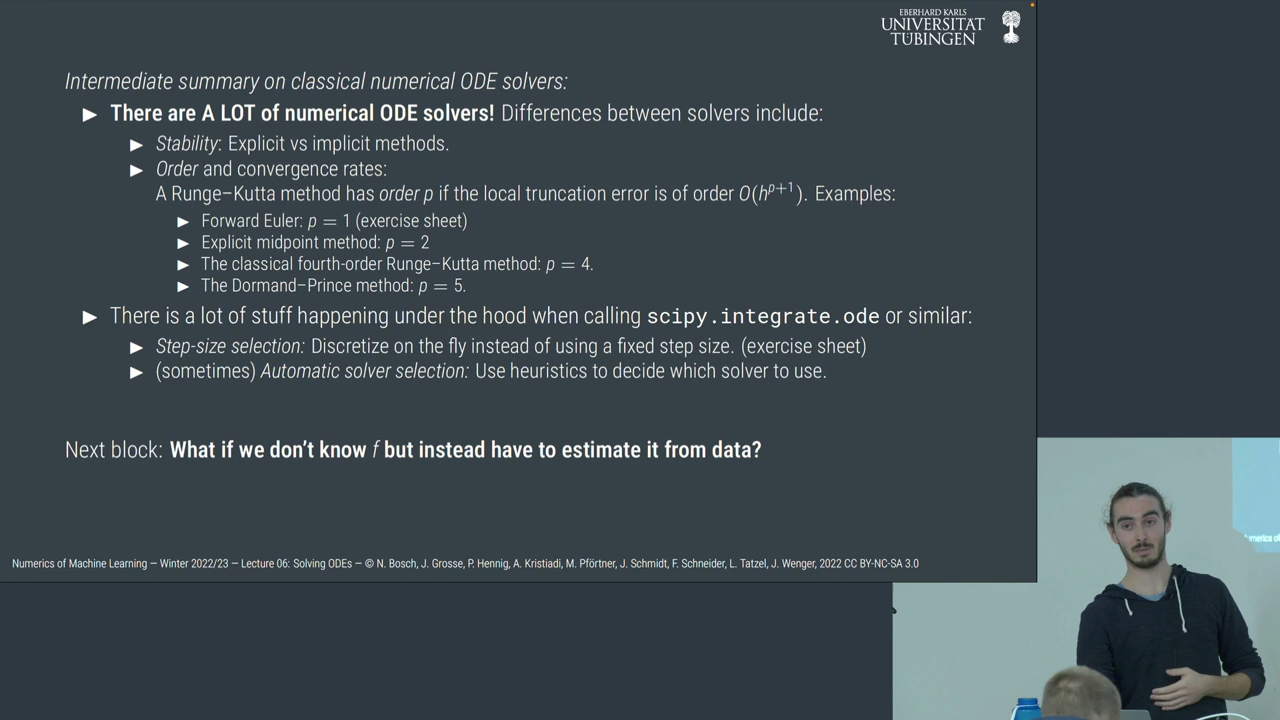 EBERHARD KARLS
UNIVERSITÄT
TÜBINGEN
Intermediate summary on classical numerical ODE solvers:
▶ There are A LOT of numerical ODE solvers! Differences between solvers include:
▶ Stability: Explicit vs implicit methods.
▶ Order and convergence rates:
A Runge–Kutta method has order p if the local truncation error is of order O(hᵖ⁺¹). Examples:
▶ Forward Euler: p = 1 (exercise sheet)
▶ Explicit midpoint method: p = 2
▶ The classical fourth-order Runge–Kutta method: p = 4.
▶ The Dormand–Prince method: p = 5.
▶ There is a lot of stuff happening under the hood when calling scipy.integrate.ode or similar:
▶ Step-size selection: Discretize on the fly instead of using a fixed step size. (exercise sheet)
▶ (sometimes) Automatic solver selection: Use heuristics to decide which solver to use.
Next block: What if we don't know f but instead have to estimate it from data?
Numerics of Machine Learning — Winter 2022/23 — Lecture 06: Solving ODEs — © N. Bosch, J. Grosse, P. Hennig, A. Kristiadi, M. Pförtner, J. Schmidt, F. Schneider, L. Tatzel, J. Wenger, 2022 CC BY-NC-SA 3.0